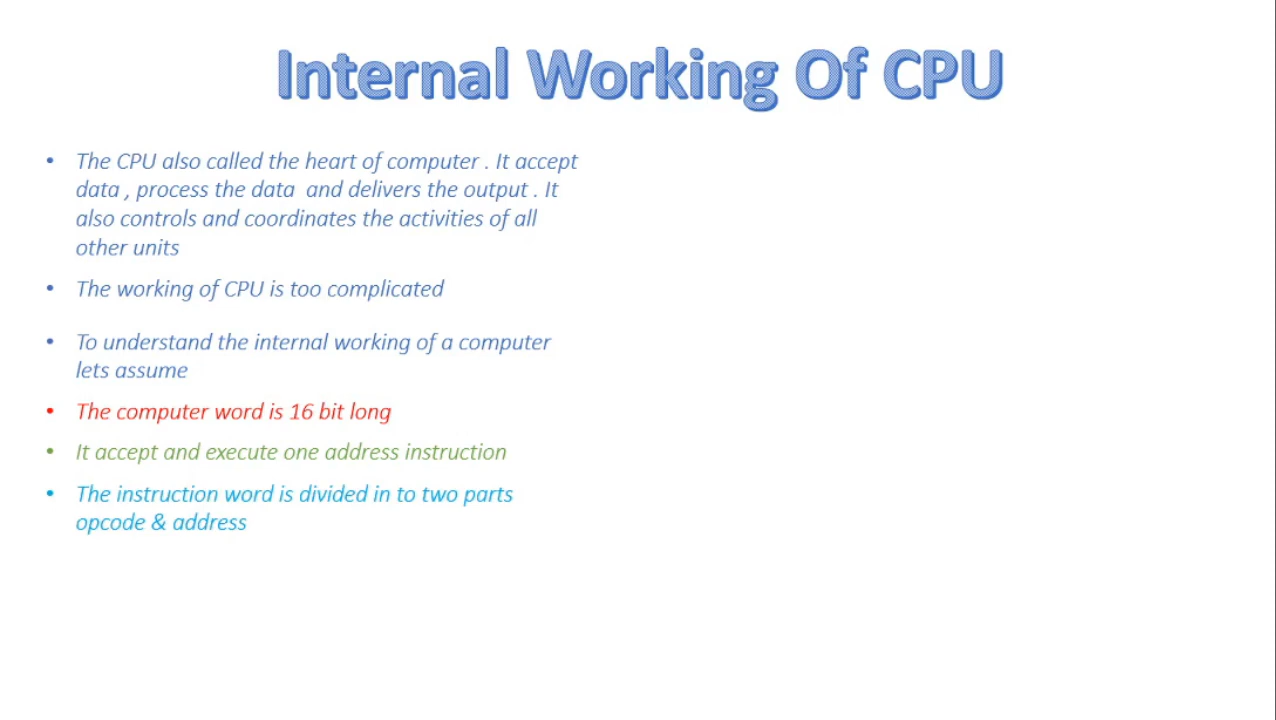 Internal Working Of CPU
• The CPU also called the heart of computer . It accept
data , process the data  and delivers the output . It
also controls and coordinates the activities of all
other units
• The working of CPU is too complicated
• To understand the internal working of a computer
lets assume
• The computer word is 16 bit long
• It accept and execute one address instruction
• The instruction word is divided in to two parts
opcode & address